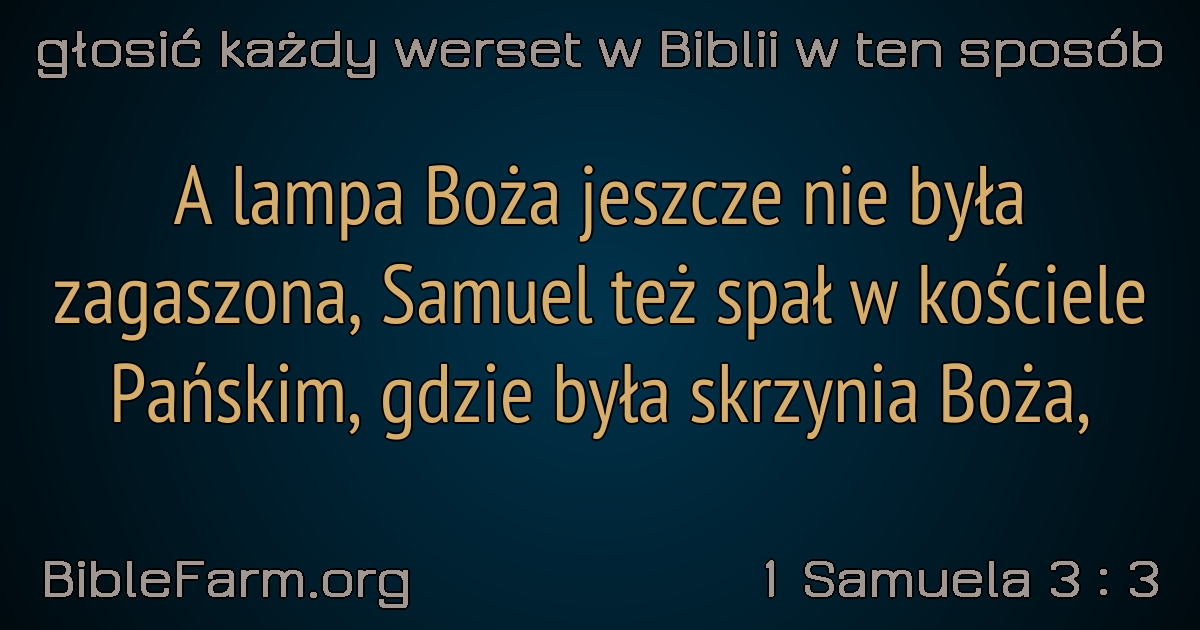 głosić każdy werset w Biblii w ten sposób
A lampa Boża jeszcze nie była
zagaszona, Samuel też spał w kościele
Pańskim, gdzie była skrzynia Boża,
BibleFarm.org
1 Samuela 3 : 3